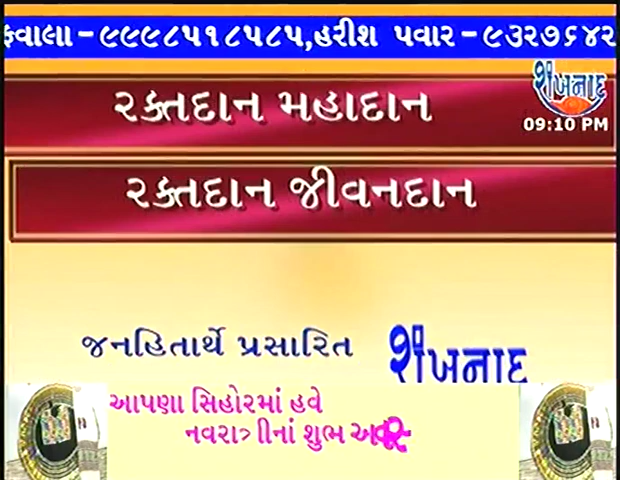 ફવાલા - ૯૯૯૮૫૧૮૫૮૫,હરીશ પવાર - ૯૩૨૭૬૪૨
શંખનાદ
09:10 PM
રક્તદાન મહાદાન
રક્તદાન જીવનદાન
જનહિતાર્થે પ્રસારિત
શંખનાદ
આપણા સિહોરમાં હવે
નવરાત્રીનાં શુભ